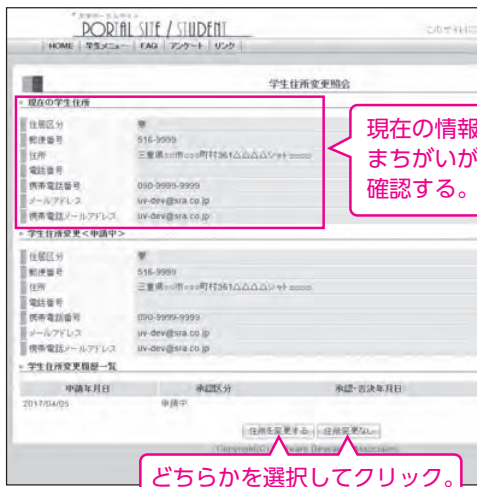 PORTAL SITE / STUDENT
HOME 学生メニュー FAQ アンケート リンク
学生住所変更照会
現在の学生住所
住居区分 寮
郵便番号 516-9999
住所
電話番号
携帯電話番号 090-9999-9999
メールアドレス uv-dev@sra.co.jp
携帯電話メールアドレス uv-dev@sra.co.jp
現在の情報
まちがいが
確認する。
学生住所変更<申請中>
住居区分 寮
郵便番号 516-9999
住所
電話番号
携帯電話番号 090-9999-9999
メールアドレス uv-dev@sra.co.jp
携帯電話メールアドレス uv-dev@sra.co.jp
学生住所変更履歴一覧
申請年月日 承認区分 承認・否決年月日
2017/04/05 申請中
住所を変更する 住所変更なし
どちらかを選択してクリック。